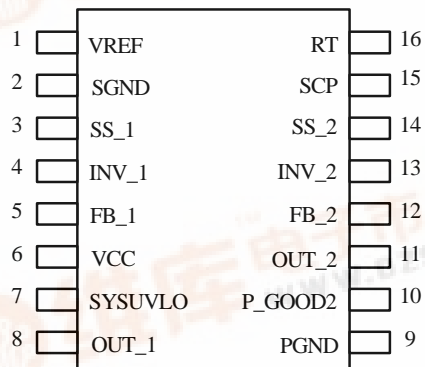 1 VREF RT 16
2 SGND SCP 15
3 SS_1 SS_2 14
4 INV_1 INV_2 13
5 FB_1 FB_2 12
6 VCC OUT_2 11
7 SYSUVLO P_GOOD2 10
8 OUT_1 PGND 9